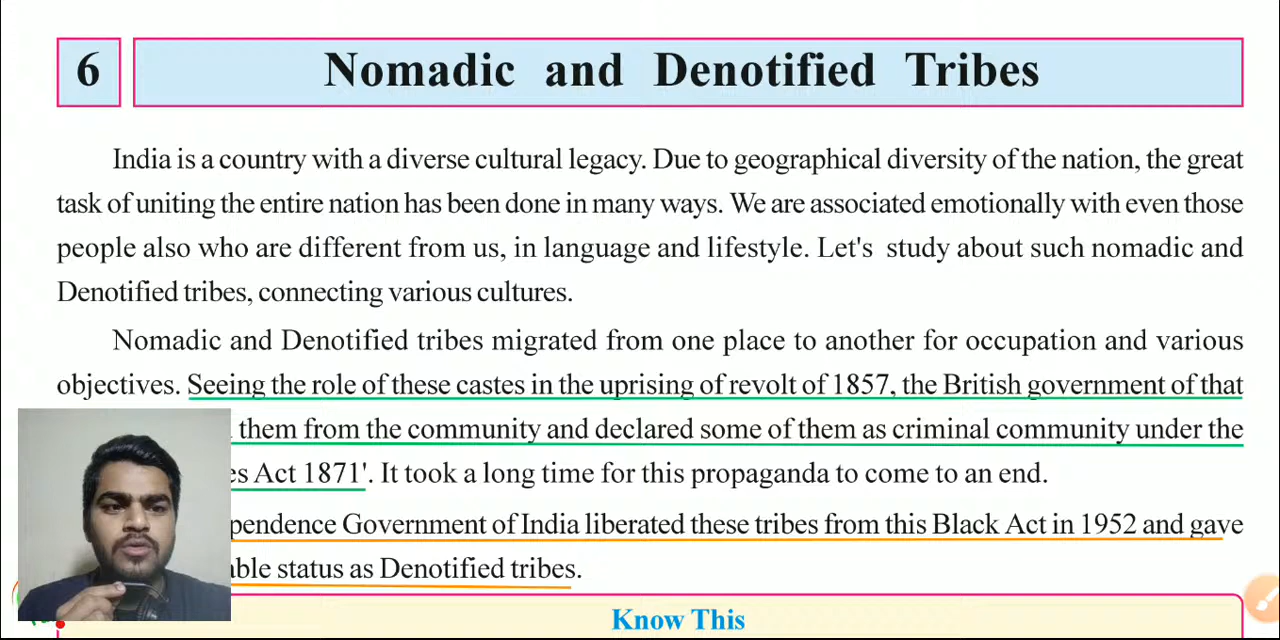 6
Nomadic and Denotified Tribes
India is a country with a diverse cultural legacy. Due to geographical diversity of the nation, the great
task of uniting the entire nation has been done in many ways. We are associated emotionally with even those
people also who are different from us, in language and lifestyle. Let's study about such nomadic and
Denotified tribes, connecting various cultures.
Nomadic and Denotified tribes migrated from one place to another for occupation and various
objectives. Seeing the role of these castes in the uprising of revolt of 1857, the British government of that
them from the community and declared some of them as criminal community under the
es Act 1871'. It took a long time for this propaganda to come to an end.
pendence Government of India liberated these tribes from this Black Act in 1952 and gave
able status as Denotified tribes.
Know This